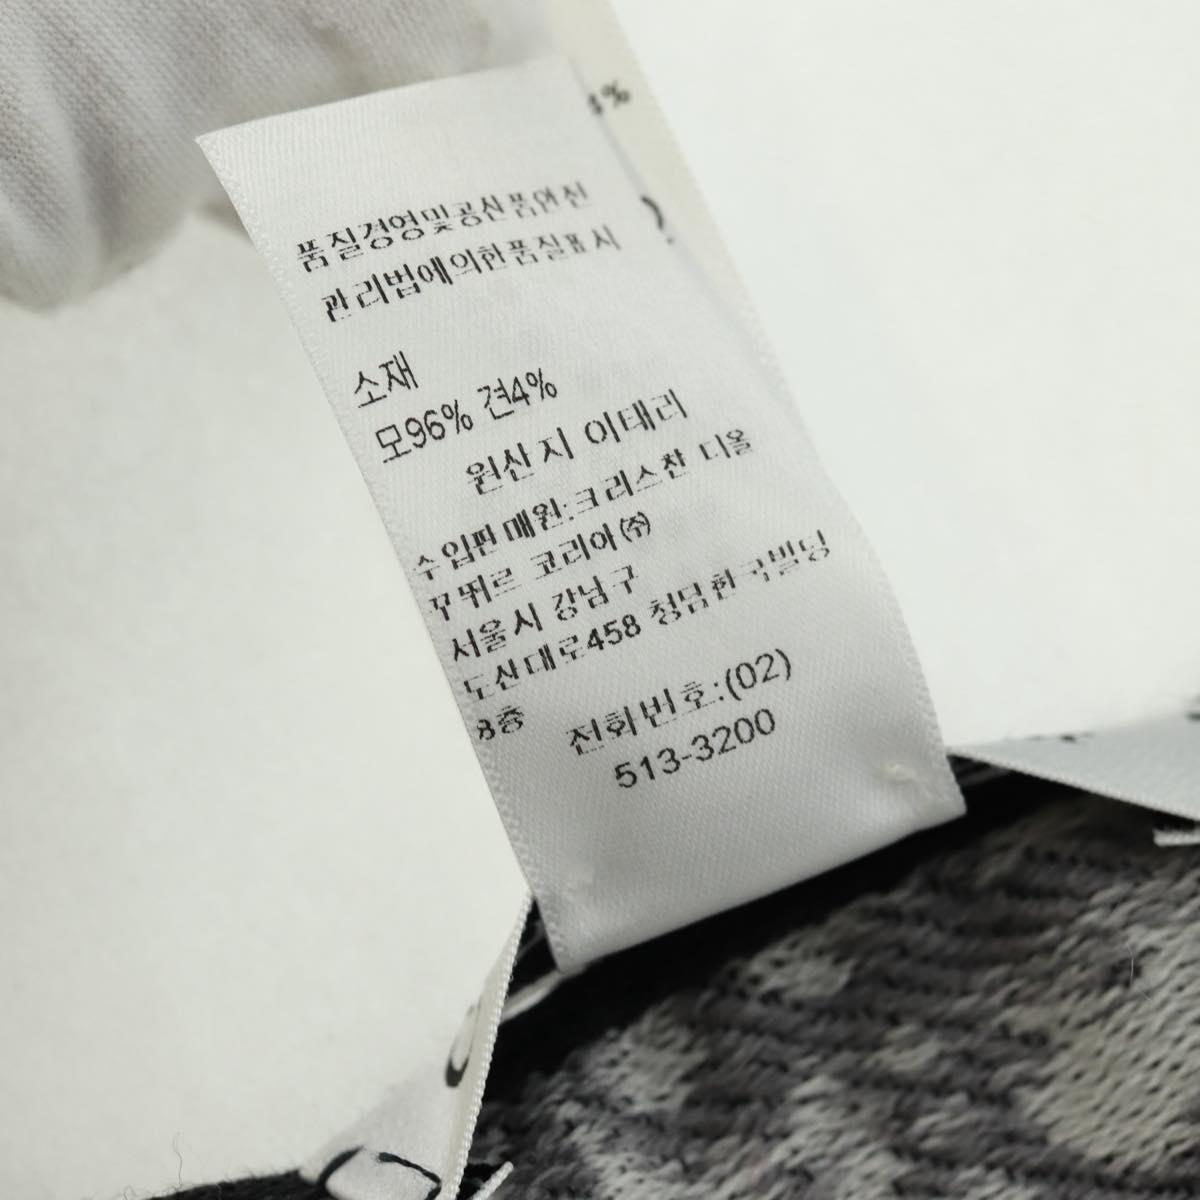 품질경영및공산품안전
관리법에의한품질표시
소재
모96% 견4%
원산지 이태리
수입판매원:크리스챤 디올
꾸뛰르 코리아㈜
서울시 강남구
도산대로458 청담한국빌딩
8층
전화번호:(02)
513-3200